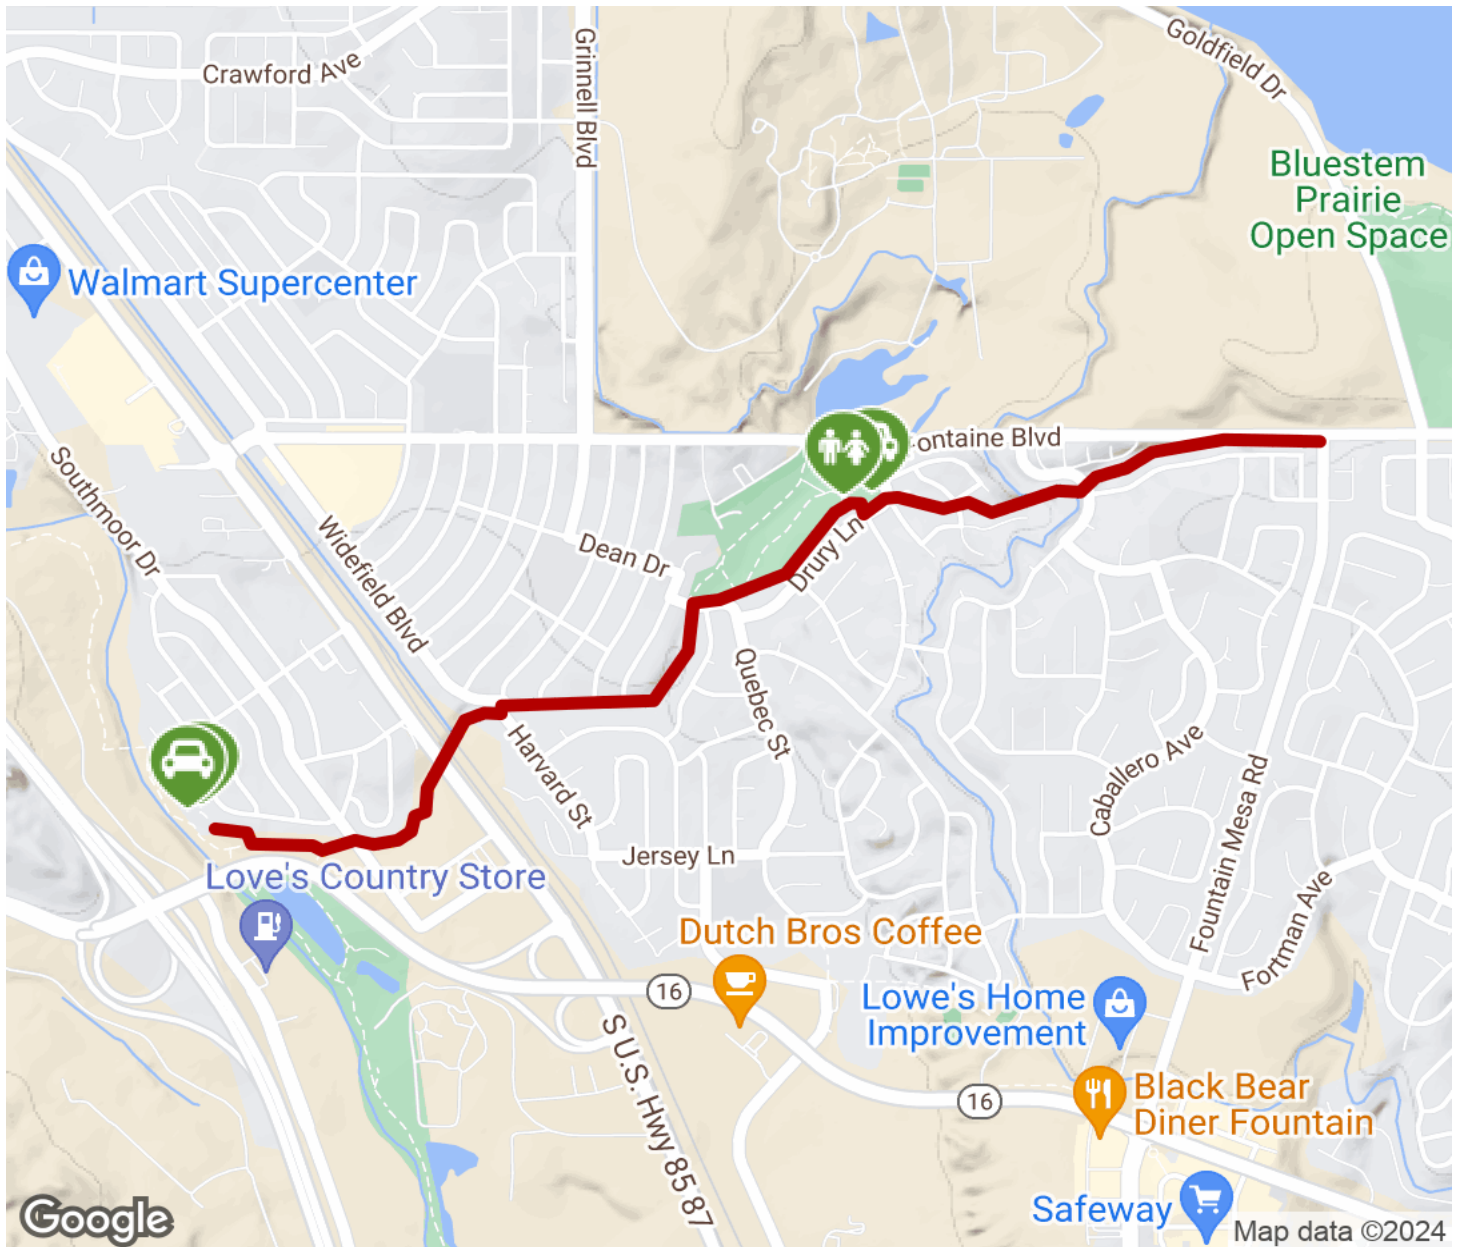 Crawford Ave
Grinnell Blvd
Goldfield Dr
Bluestem
Prairie
Open Space
Walmart Supercenter
ontaine Blvd
Southmoor Dr
Widefield Blvd
Dean Dr
Drury Ln
Quebec St
Harvard St
Caballero Ave
Fountain Mesa Rd
Jersey Ln
Love's Country Store
Fortman Ave
Dutch Bros Coffee
16
Lowe's Home
Improvement
S U.S. Hwy 85 87
16
Black Bear
Diner Fountain
Safeway
Google
Map data ©2024